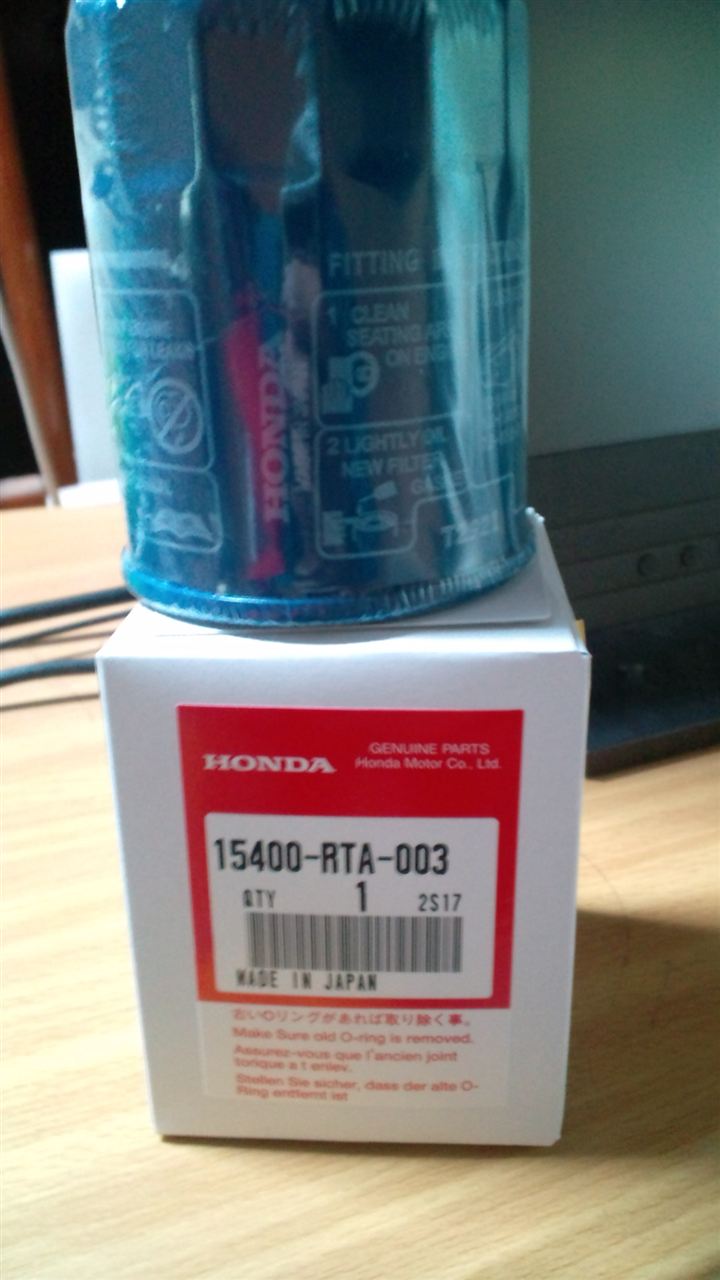 FITTING
1 CLEAN
SEATING
ON
2 LIGHTLY OIL
NEW FILTER
HONDA
HONDA
GENUINE PARTS
Honda Motor Co., Ltd.
15400-RTA-003
QTY 1 2S17
MADE IN JAPAN
古いOリングがあれば取り除く事。
Make Sure old O-ring is removed.
Assurez-vous que l'ancien joint
torique a t enlev.
Stellen Sie sicher, dass der alte O-
Ring entfernt ist